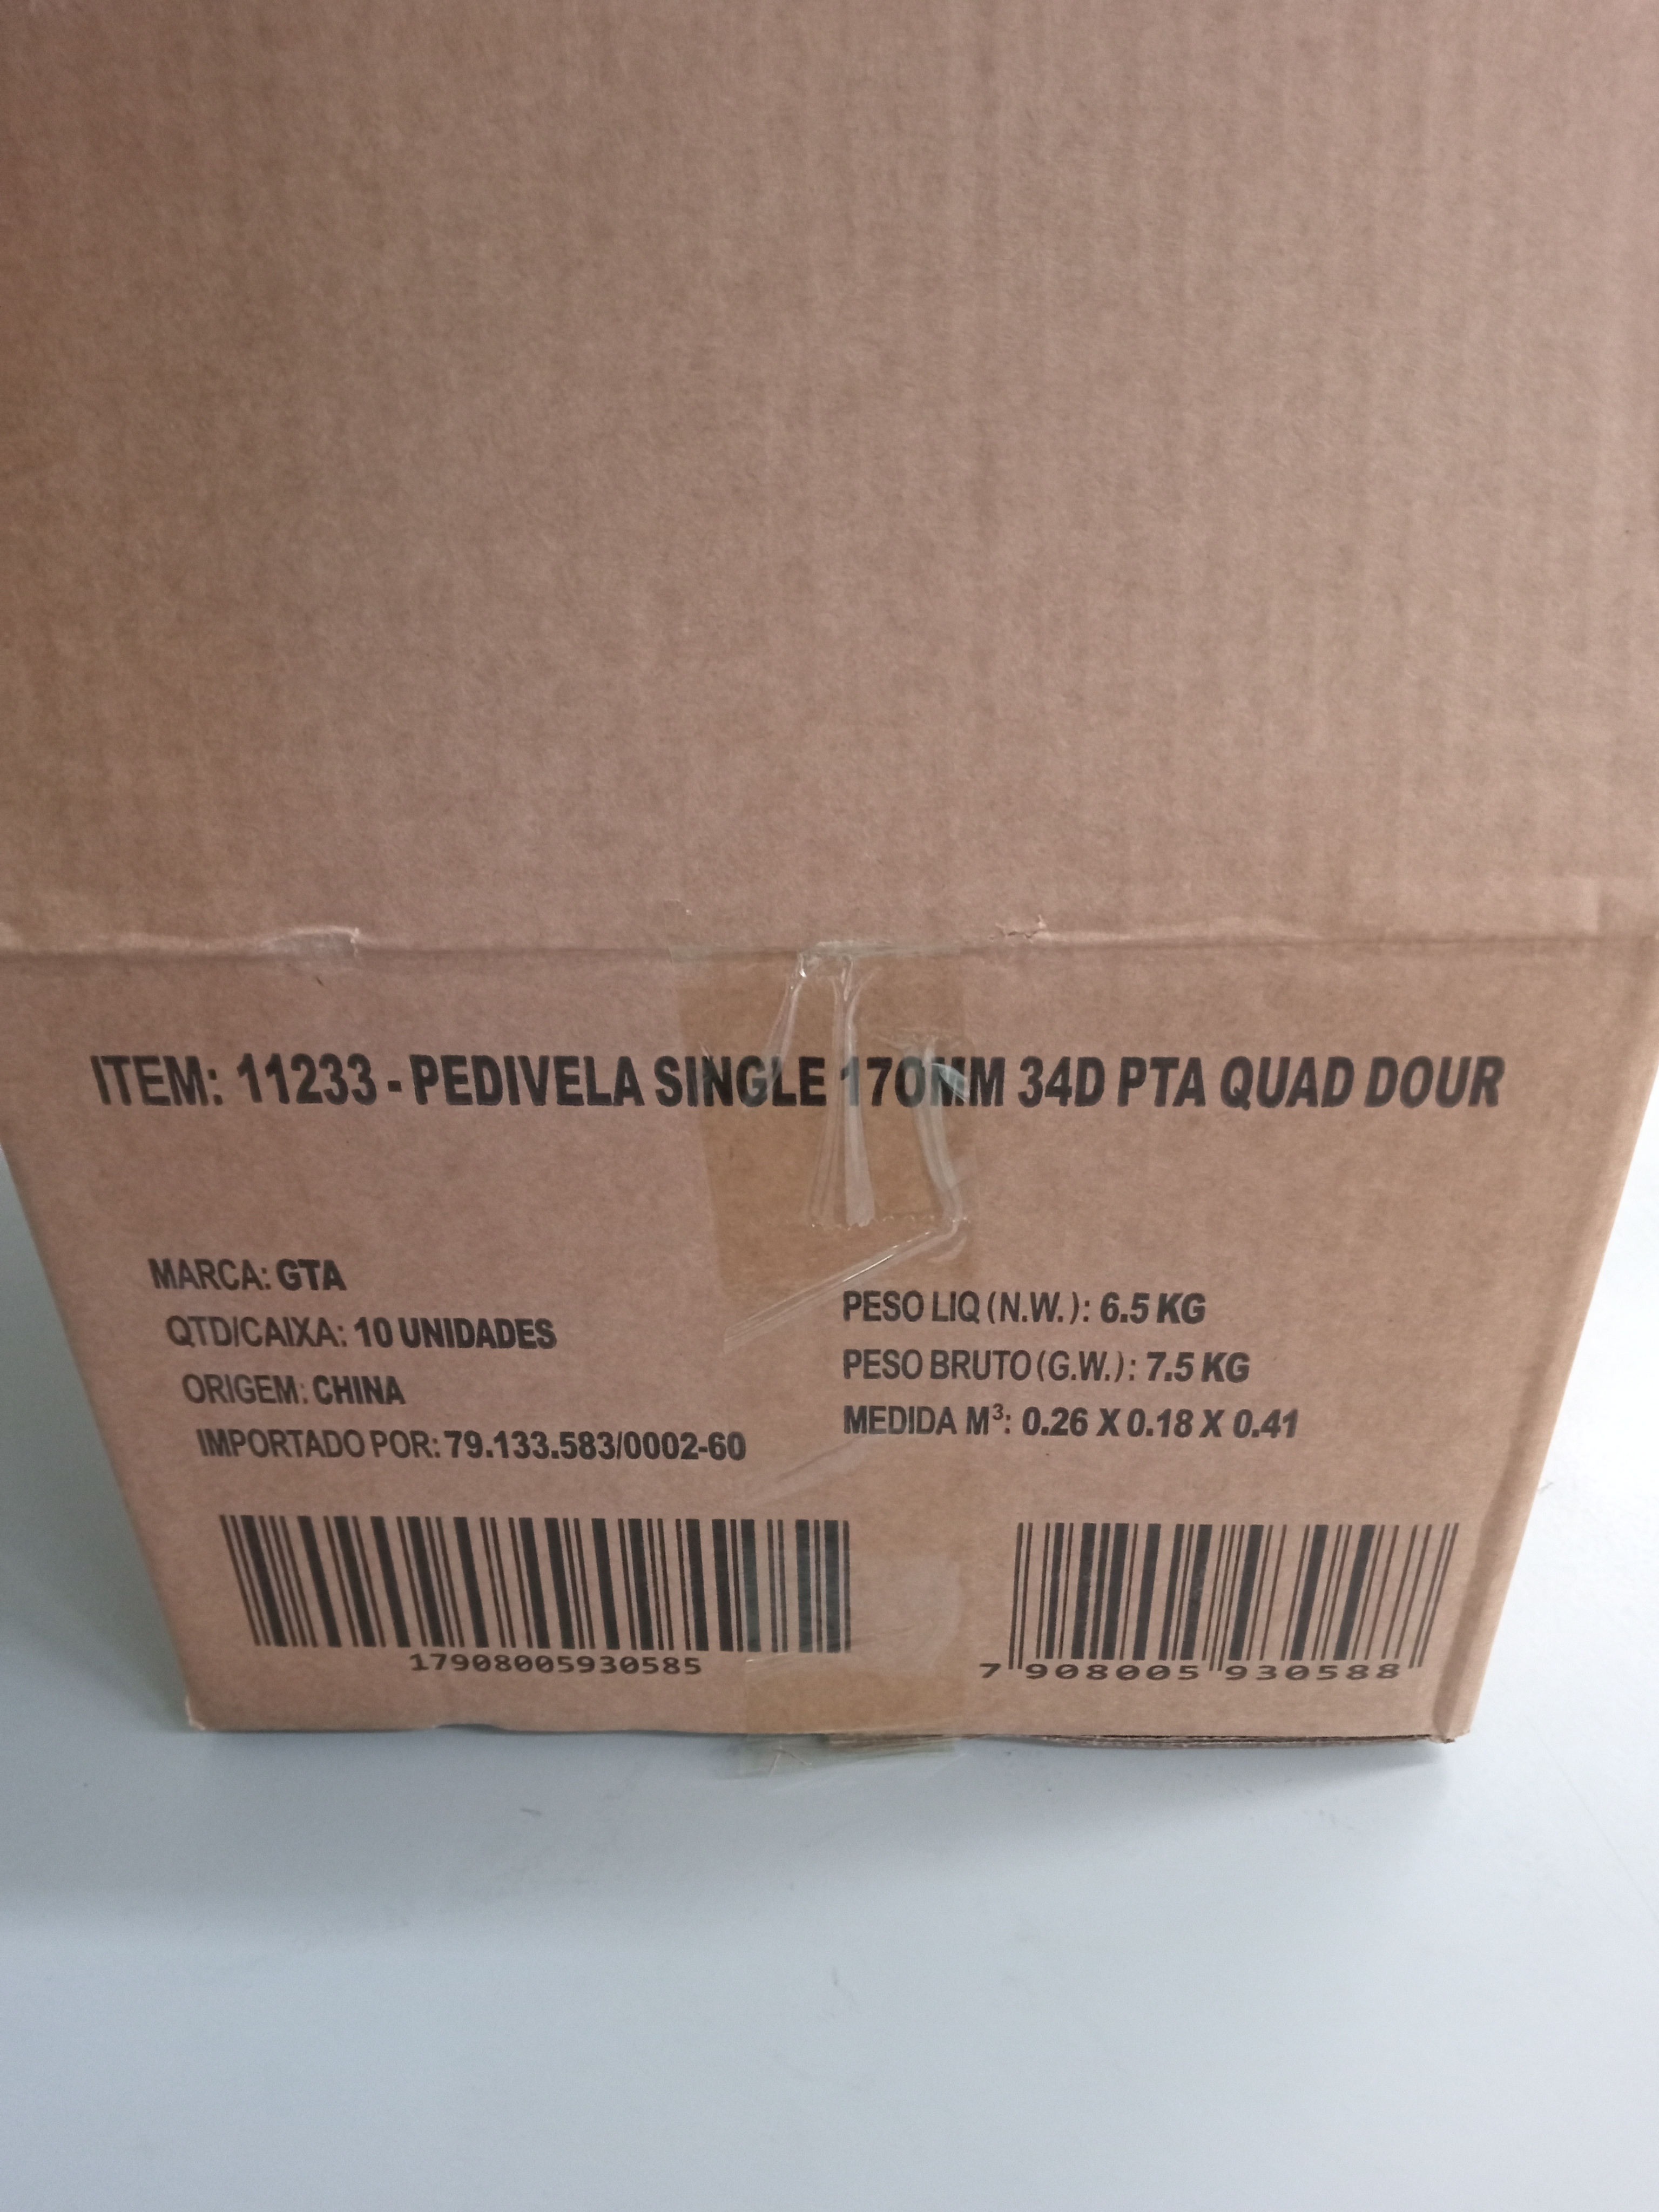 ITEM: 11233 - PEDIVELA SINGLE 170MM 34D PTA QUAD DOUR
MARCA: GTA
QTD/CAIXA: 10 UNIDADES
ORIGEM: CHINA
IMPORTADO POR: 79.133.583/0002-60
PESO LIQ (N.W.): 6.5 KG
PESO BRUTO (G.W.): 7.5 KG
MEDIDA M³: 0.26 X 0.18 X 0.41
17908005930585
7 908005 930588